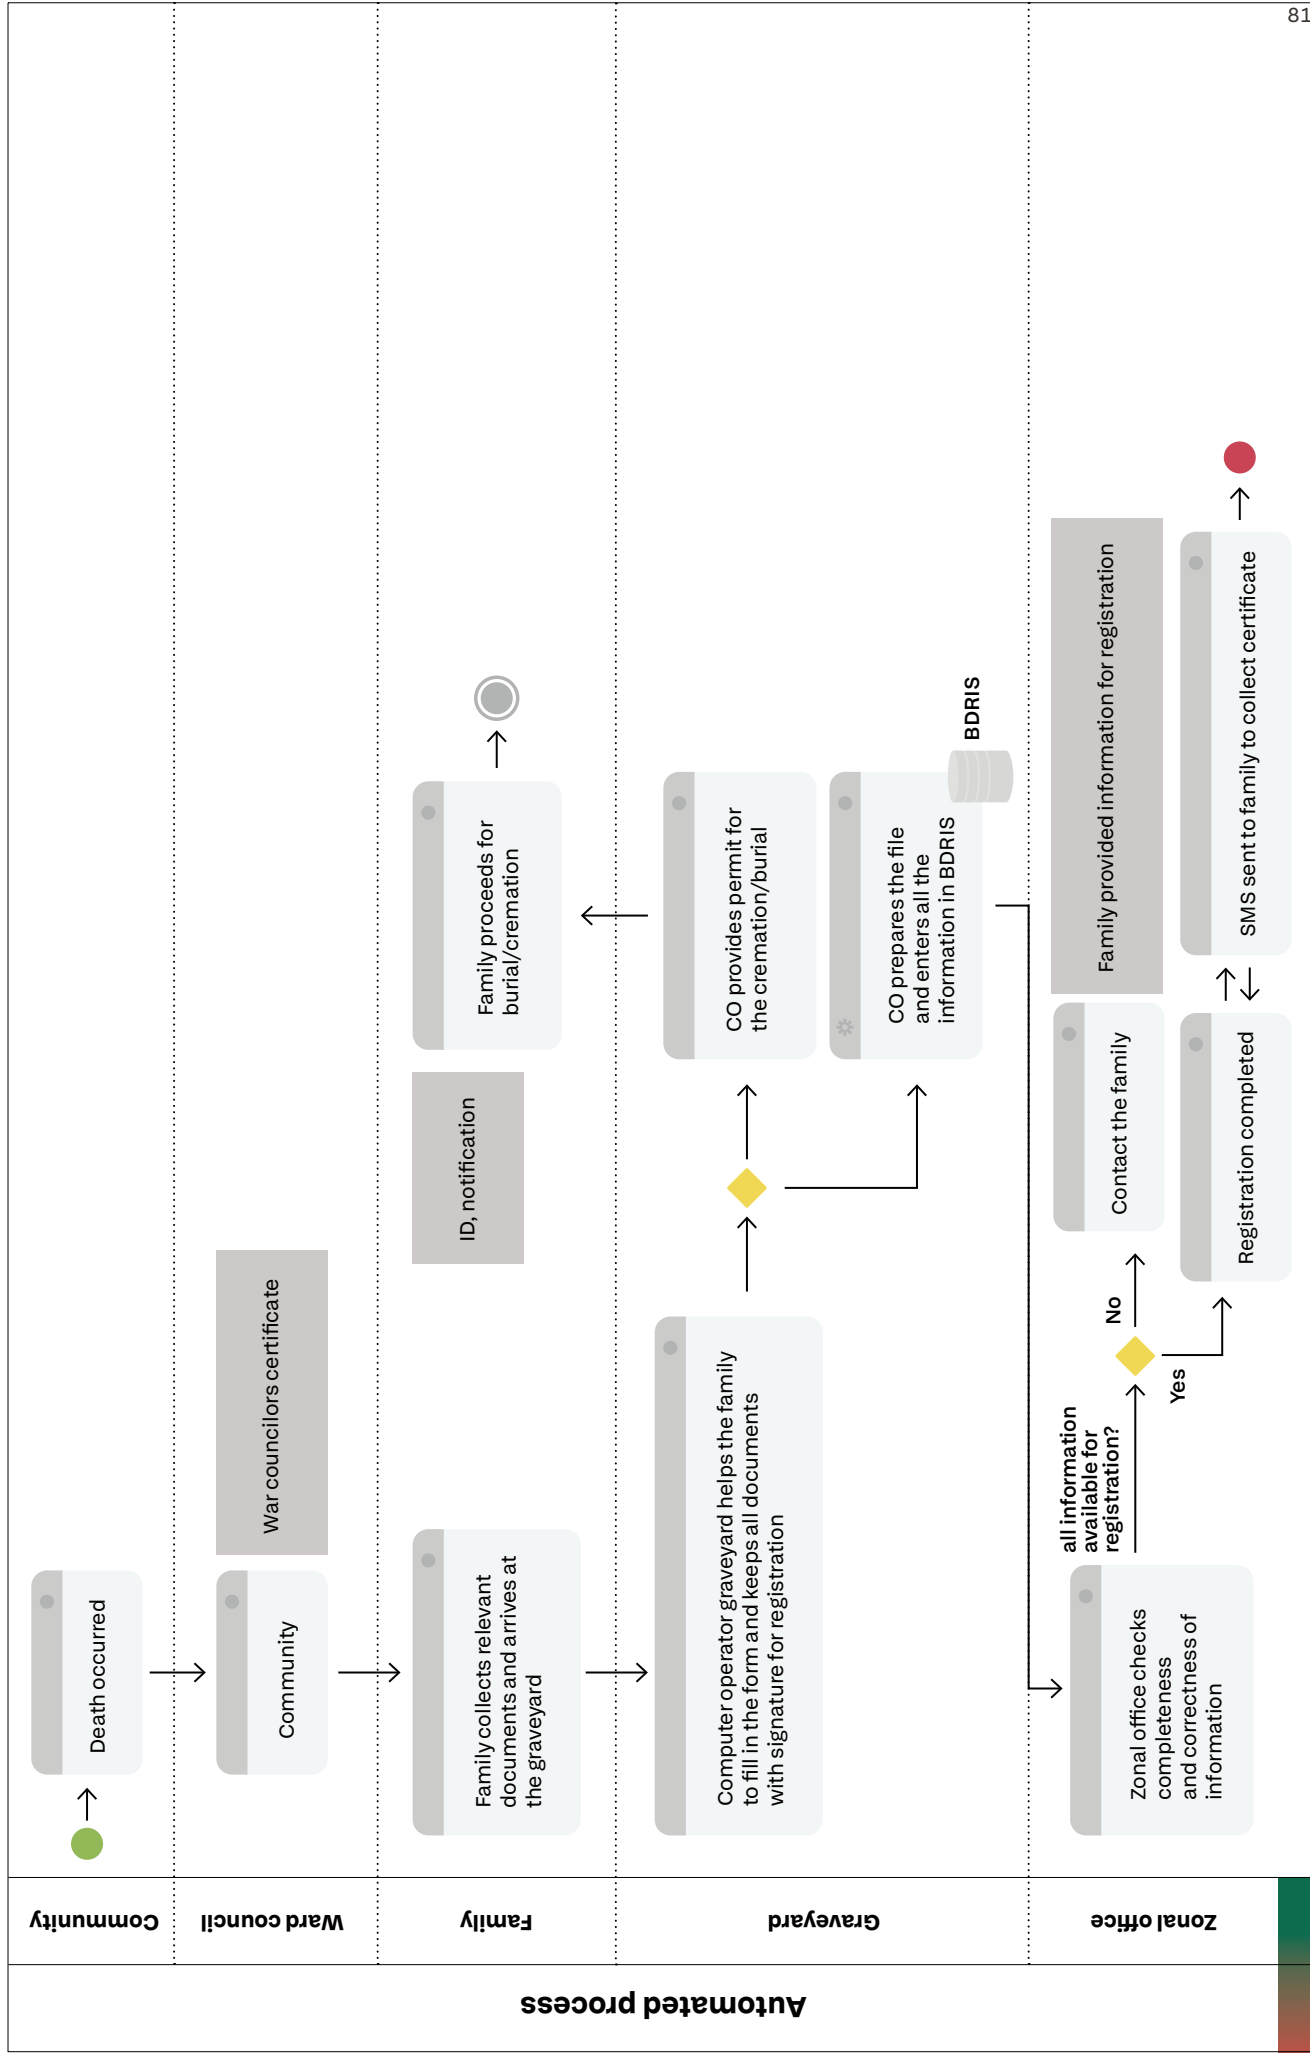 Automated process
Community
Death occurred
Ward council
Community
War councilors certificate
Family
Family collects relevant
documents and arrives at
the graveyard
ID, notification
Family proceeds for
burial/cremation
Graveyard
Computer operator graveyard helps the family
to fill in the form and keeps all documents
with signature for registration
CO provides permit for
the cremation/burial
CO prepares the file
and enters all the
information in BDRIS
BDRIS
Zonal office
Zonal office checks
completeness
and correctness of
information
all information
available for
registration?
No
Yes
Contact the family
Family provided information for registration
Registration completed
SMS sent to family to collect certificate
81